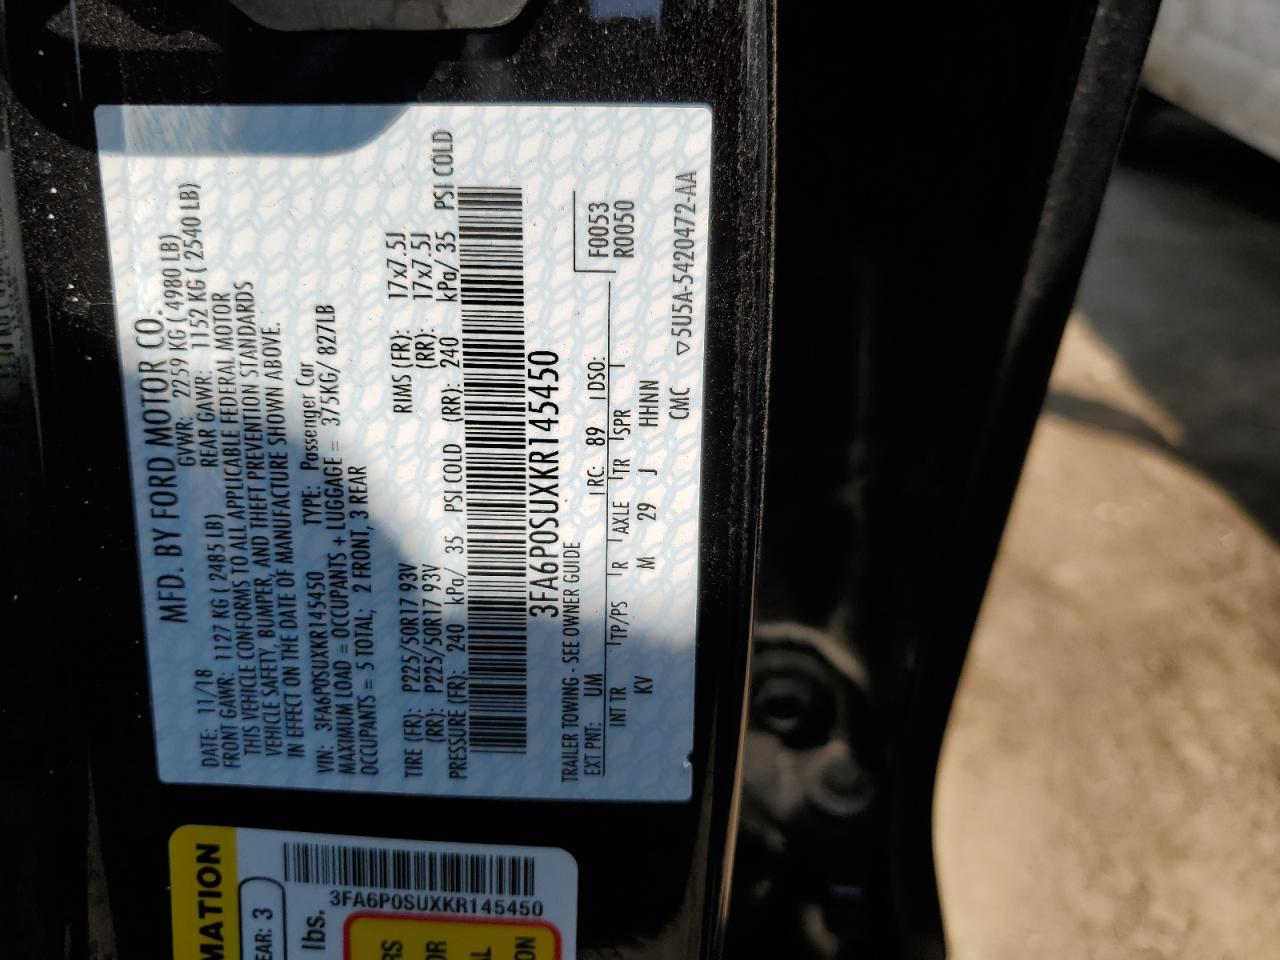 MFD. BY FORD MOTOR CO.
DATE: 11/18 GVWR: 2259 KG ( 4980 LB)
FRONT GAWR: 1127 KG ( 2485 LB) REAR GAWR: 1152 KG ( 2540 LB)
THIS VEHICLE CONFORMS TO ALL APPLICABLE FEDERAL MOTOR
VEHICLE SAFETY, BUMPER, AND THEFT PREVENTION STANDARDS
IN EFFECT ON THE DATE OF MANUFACTURE SHOWN ABOVE.
VIN: 3FA6P0SUXKR145450 TYPE: Passenger Car
MAXIMUM LOAD = OCCUPANTS + LUGGAGE = 375KG/ 827LB
OCCUPANTS = 5 TOTAL; 2 FRONT, 3 REAR
TIRE (FR): P225/50R17 93V RIMS (FR): 17x7.5J
(RR): P225/50R17 93V (RR): 17x7.5J
PRESSURE (FR): 240 kPa/ 35 PSI COLD (RR): 240 kPa/ 35 PSI COLD
3FA6P0SUXKR145450
TRAILER TOWING - SEE OWNER GUIDE F0053
EXT PNT: UM RC: 89 DSO: R0050
INT TR TP/PS R AXLE TR SPR
KV M 29 J HHNN
CMC ▽5U5A-5420472-AA
MATION
EAR: 3
lbs.
3FA6P0SUXKR145450
RS
OR
AL
ON